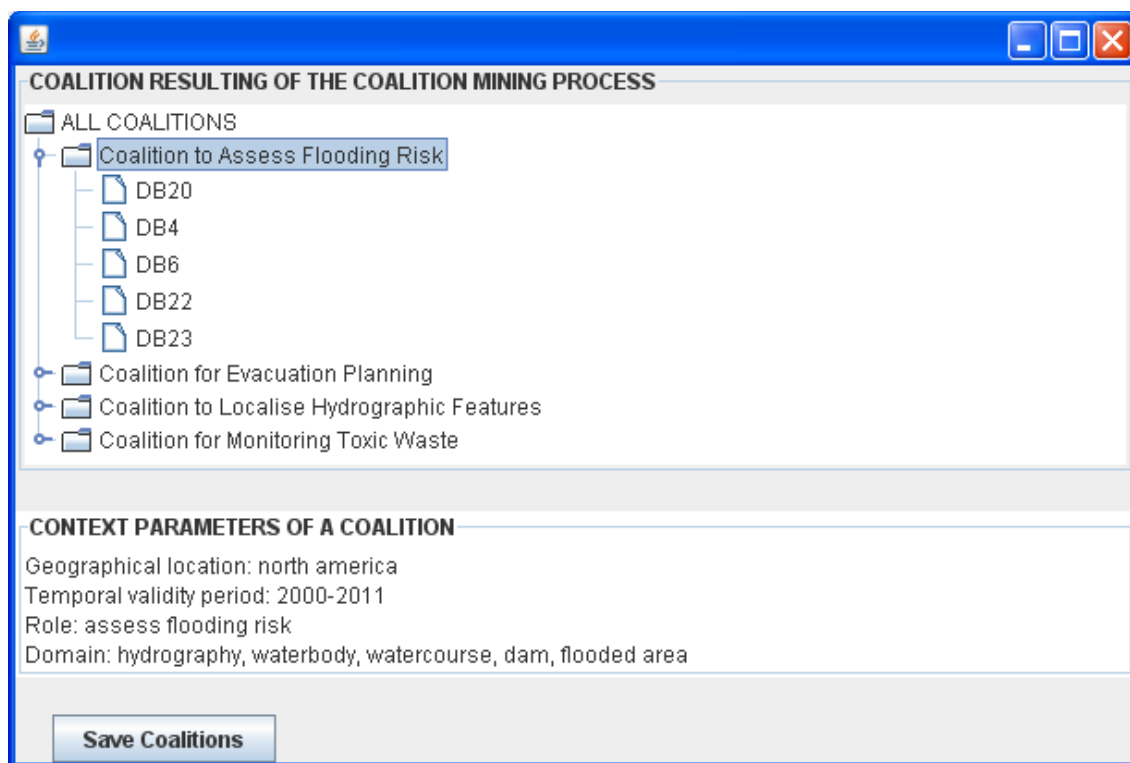 COALITION RESULTING OF THE COALITION MINING PROCESS
ALL COALITIONS
Coalition to Assess Flooding Risk
DB20
DB4
DB6
DB22
DB23
Coalition for Evacuation Planning
Coalition to Localise Hydrographic Features
Coalition for Monitoring Toxic Waste
CONTEXT PARAMETERS OF A COALITION
Geographical location: north america
Temporal validity period: 2000-2011
Role: assess flooding risk
Domain: hydrography, waterbody, watercourse, dam, flooded area
Save Coalitions